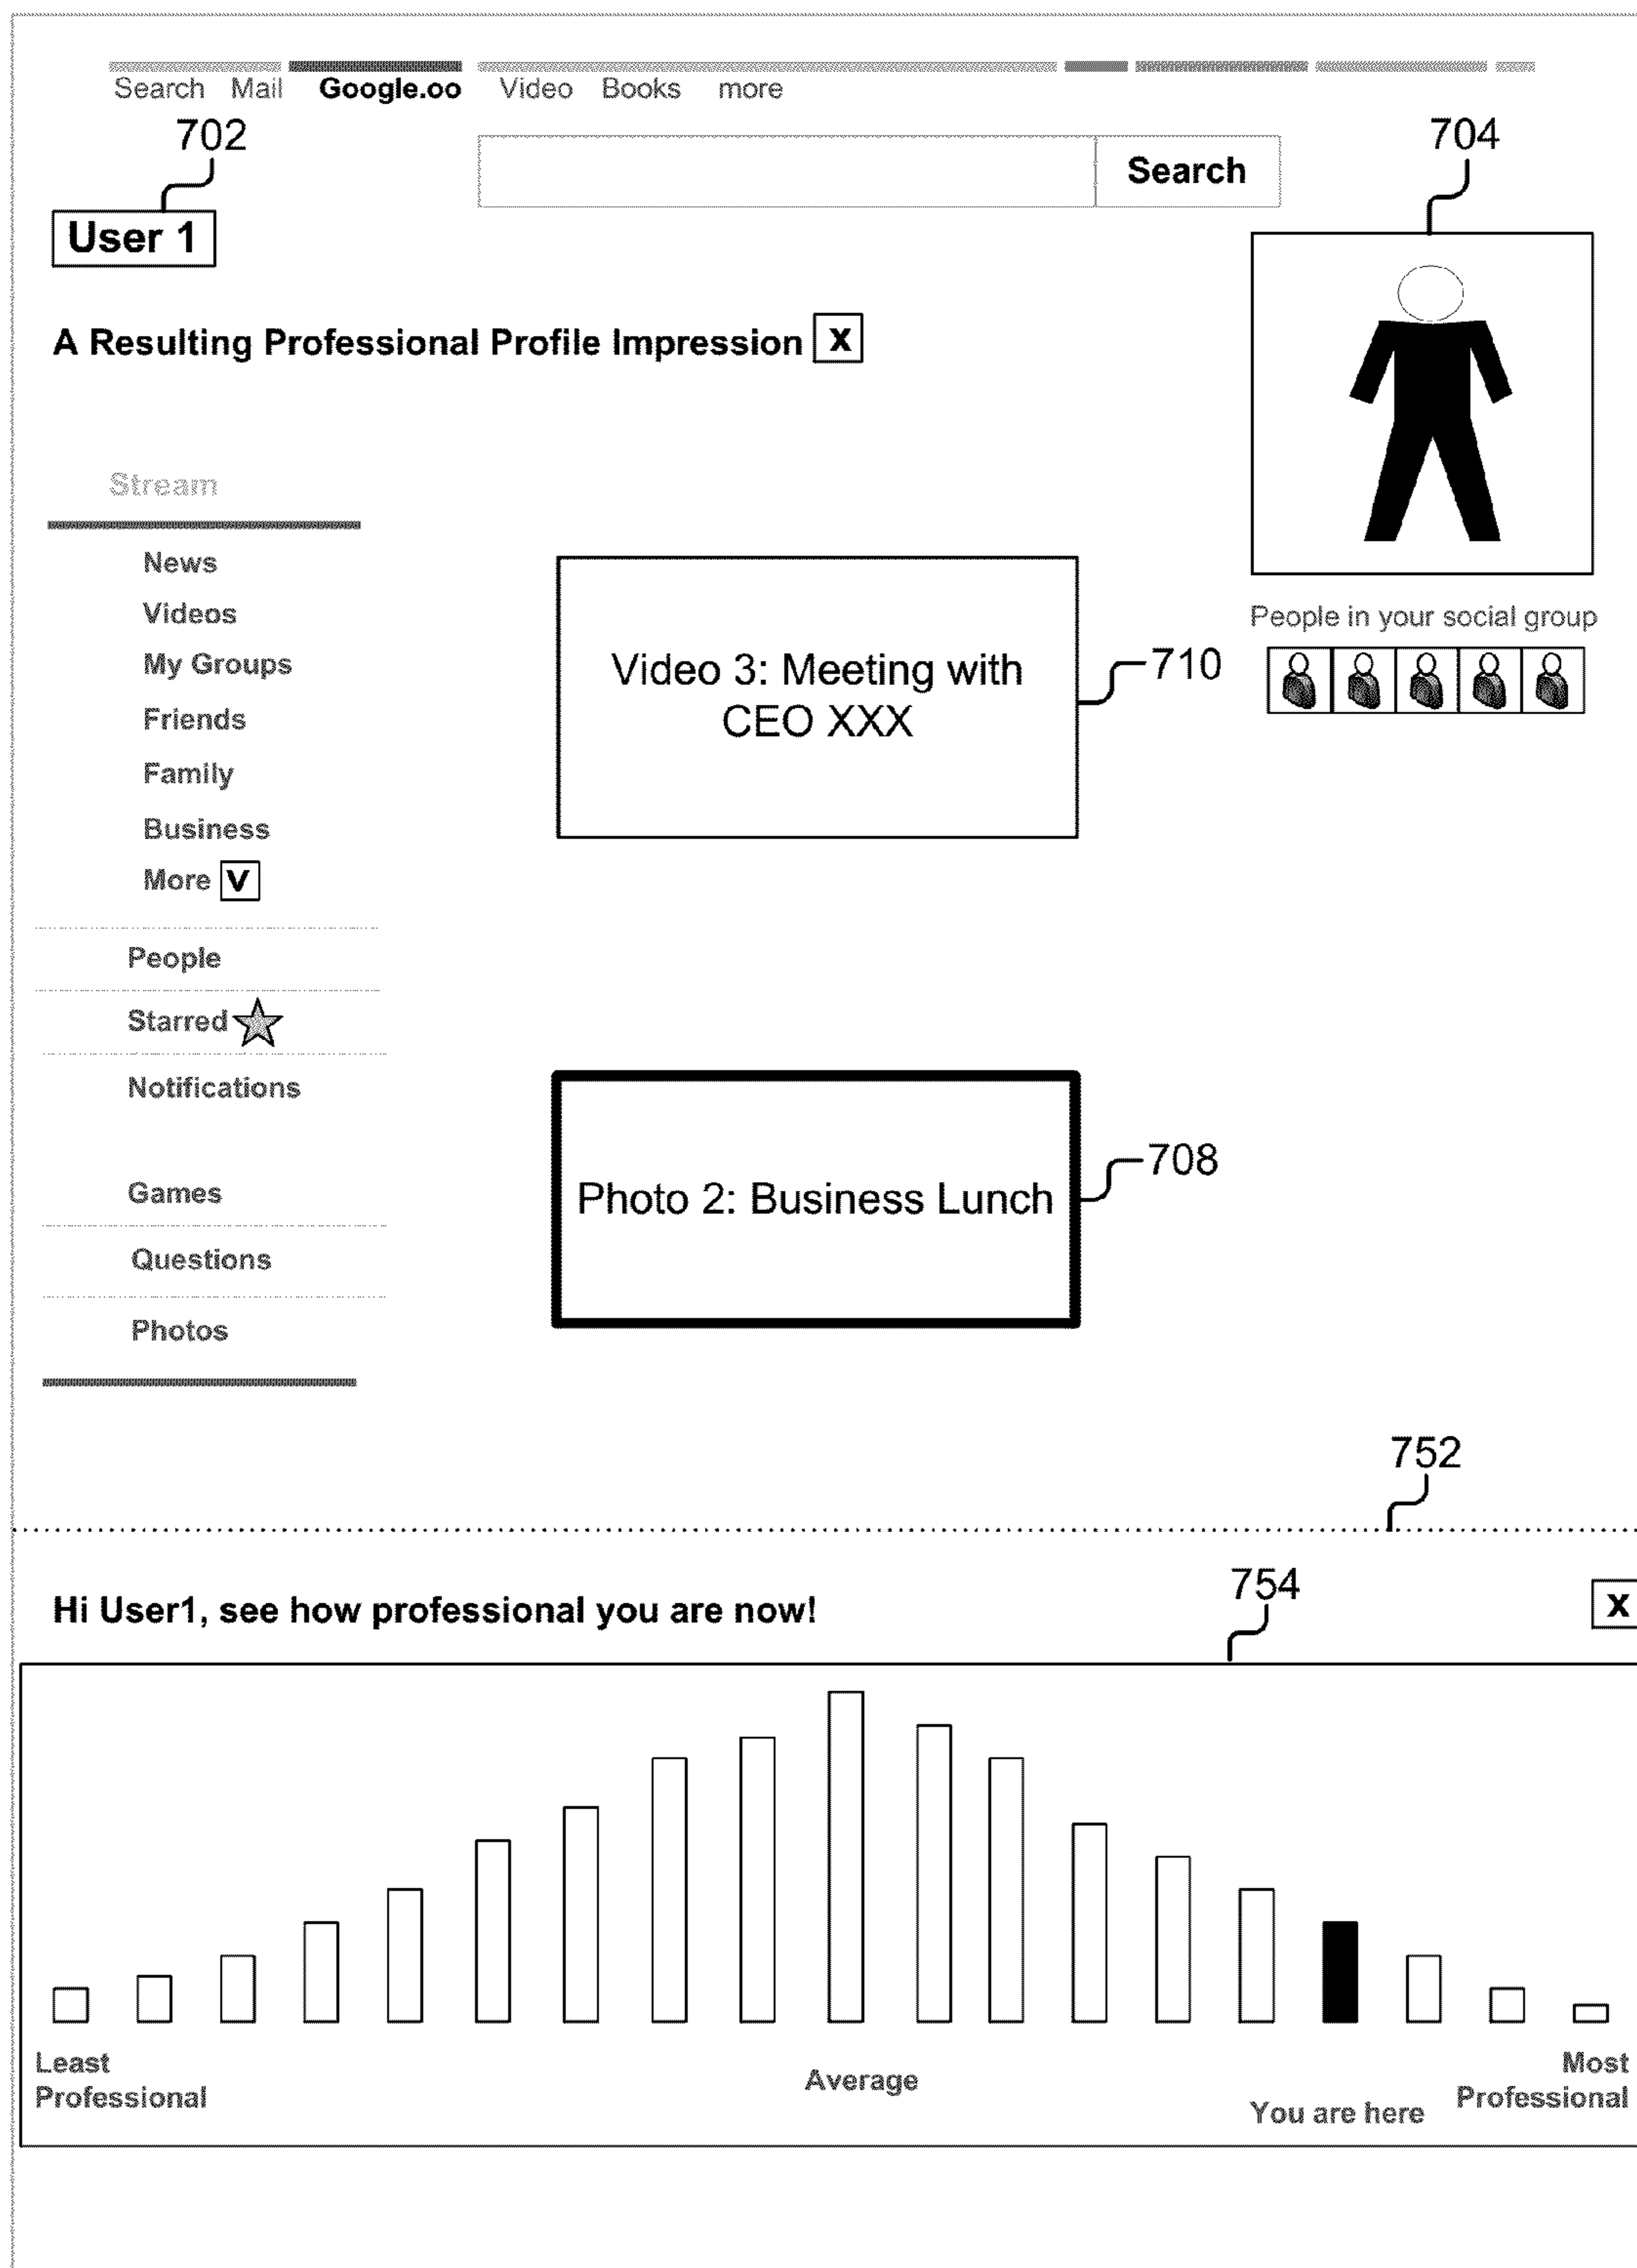 Search Mail Google.oo Video Books more
702
704
Search
User 1
A Resulting Professional Profile Impression X
Stream
News
Videos
My Groups
Friends
Family
Business
More V
People
Starred
Notifications
Games
Questions
Photos
Video 3: Meeting with
CEO XXX
710
People in your social group
Photo 2: Business Lunch
708
752
Hi User1, see how professional you are now!
754
X
Least
Professional
Average
You are here
Most
Professional